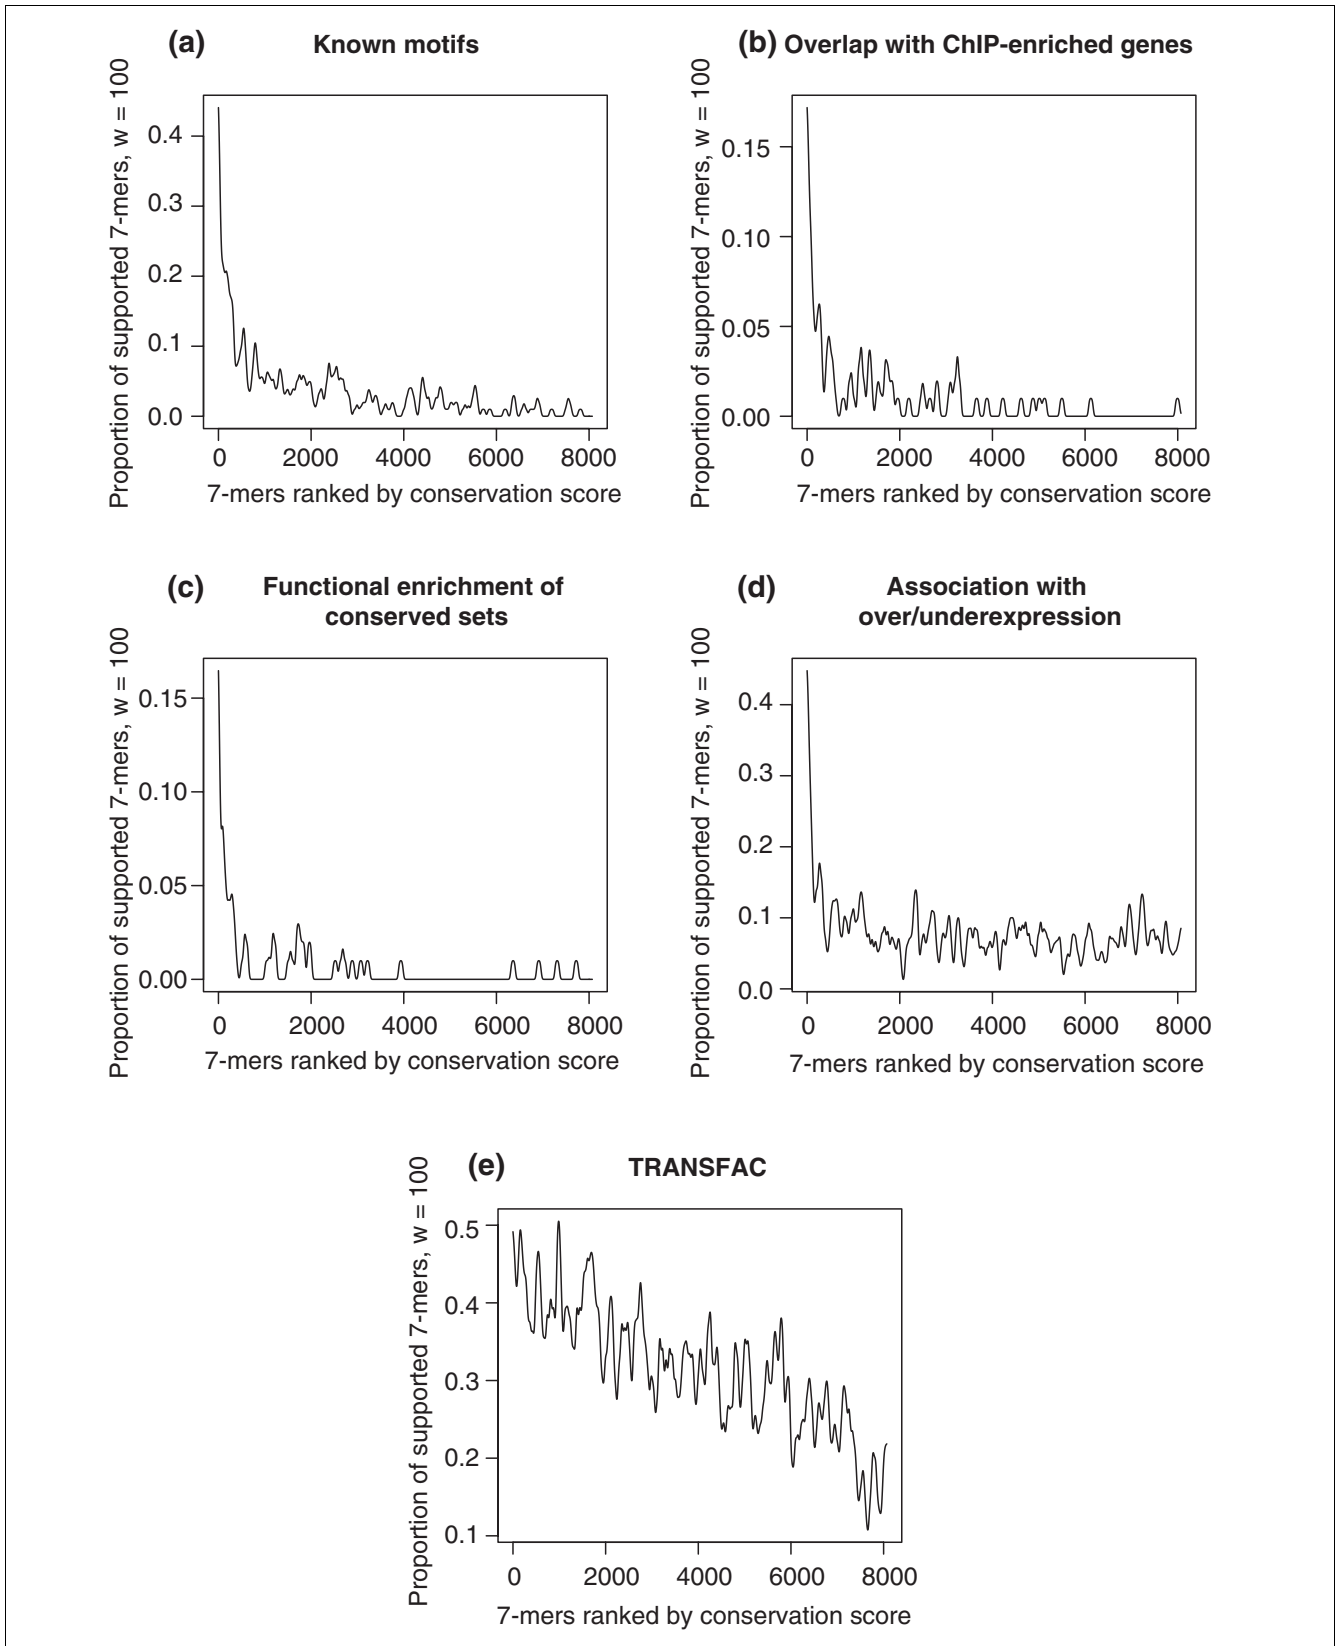 (a) Known motifs
Proportion of supported 7-mers, w = 100
0.4
0.3
0.2
0.1
0.0
0 2000 4000 6000 8000
7-mers ranked by conservation score
(b) Overlap with ChIP-enriched genes
Proportion of supported 7-mers, w = 100
0.15
0.10
0.05
0.00
0 2000 4000 6000 8000
7-mers ranked by conservation score
(c) Functional enrichment of
conserved sets
Proportion of supported 7-mers, w = 100
0.15
0.10
0.05
0.00
0 2000 4000 6000 8000
7-mers ranked by conservation score
(d) Association with
over/underexpression
Proportion of supported 7-mers, w = 100
0.4
0.3
0.2
0.1
0.0
0 2000 4000 6000 8000
7-mers ranked by conservation score
(e) TRANSFAC
Proportion of supported 7-mers, w = 100
0.5
0.4
0.3
0.2
0.1
0 2000 4000 6000 8000
7-mers ranked by conservation score